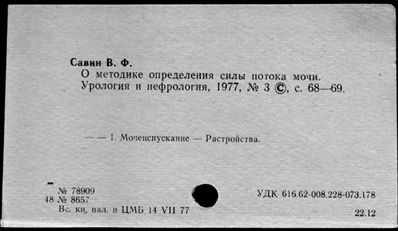 Савин В. Ф.
О методике определения силы потока мочи.
Урология и нефрология, 1977, № 3 ©, с. 68—69.
— — 1. Мочеиспускание — Расстройства.
№ 78909
48 № 8657
Вс. кн. пал. и ЦМБ 14 VII 77
УДК 616.62-008.228-073.178
22.12